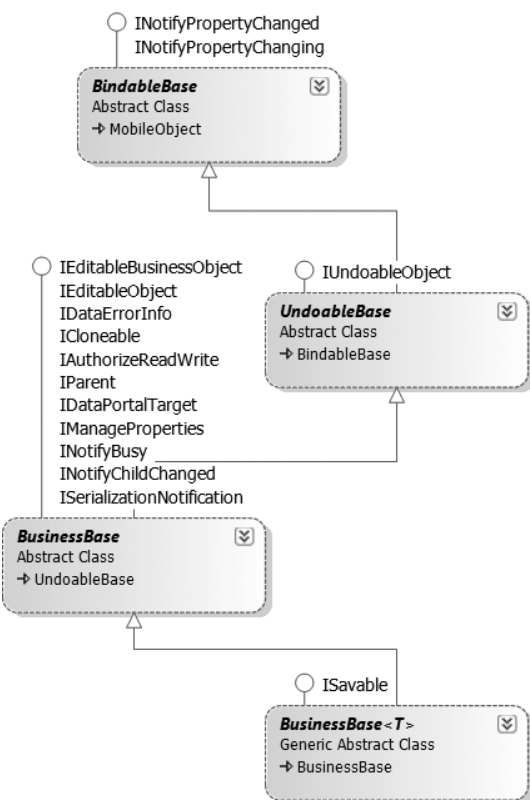 INotifyPropertyChanged
INotifyPropertyChanging
BindableBase
Abstract Class
MobileObject
IEditableBusinessObject
IEditableObject
IDataErrorInfo
ICloneable
IAuthorizeReadWrite
IParent
IDataPortalTarget
IManageProperties
INotifyBusy
INotifyChildChanged
ISerializationNotification
IUndoableObject
UndoableBase
Abstract Class
BindableBase
BusinessBase
Abstract Class
UndoableBase
ISavable
BusinessBase<T>
Generic Abstract Class
BusinessBase